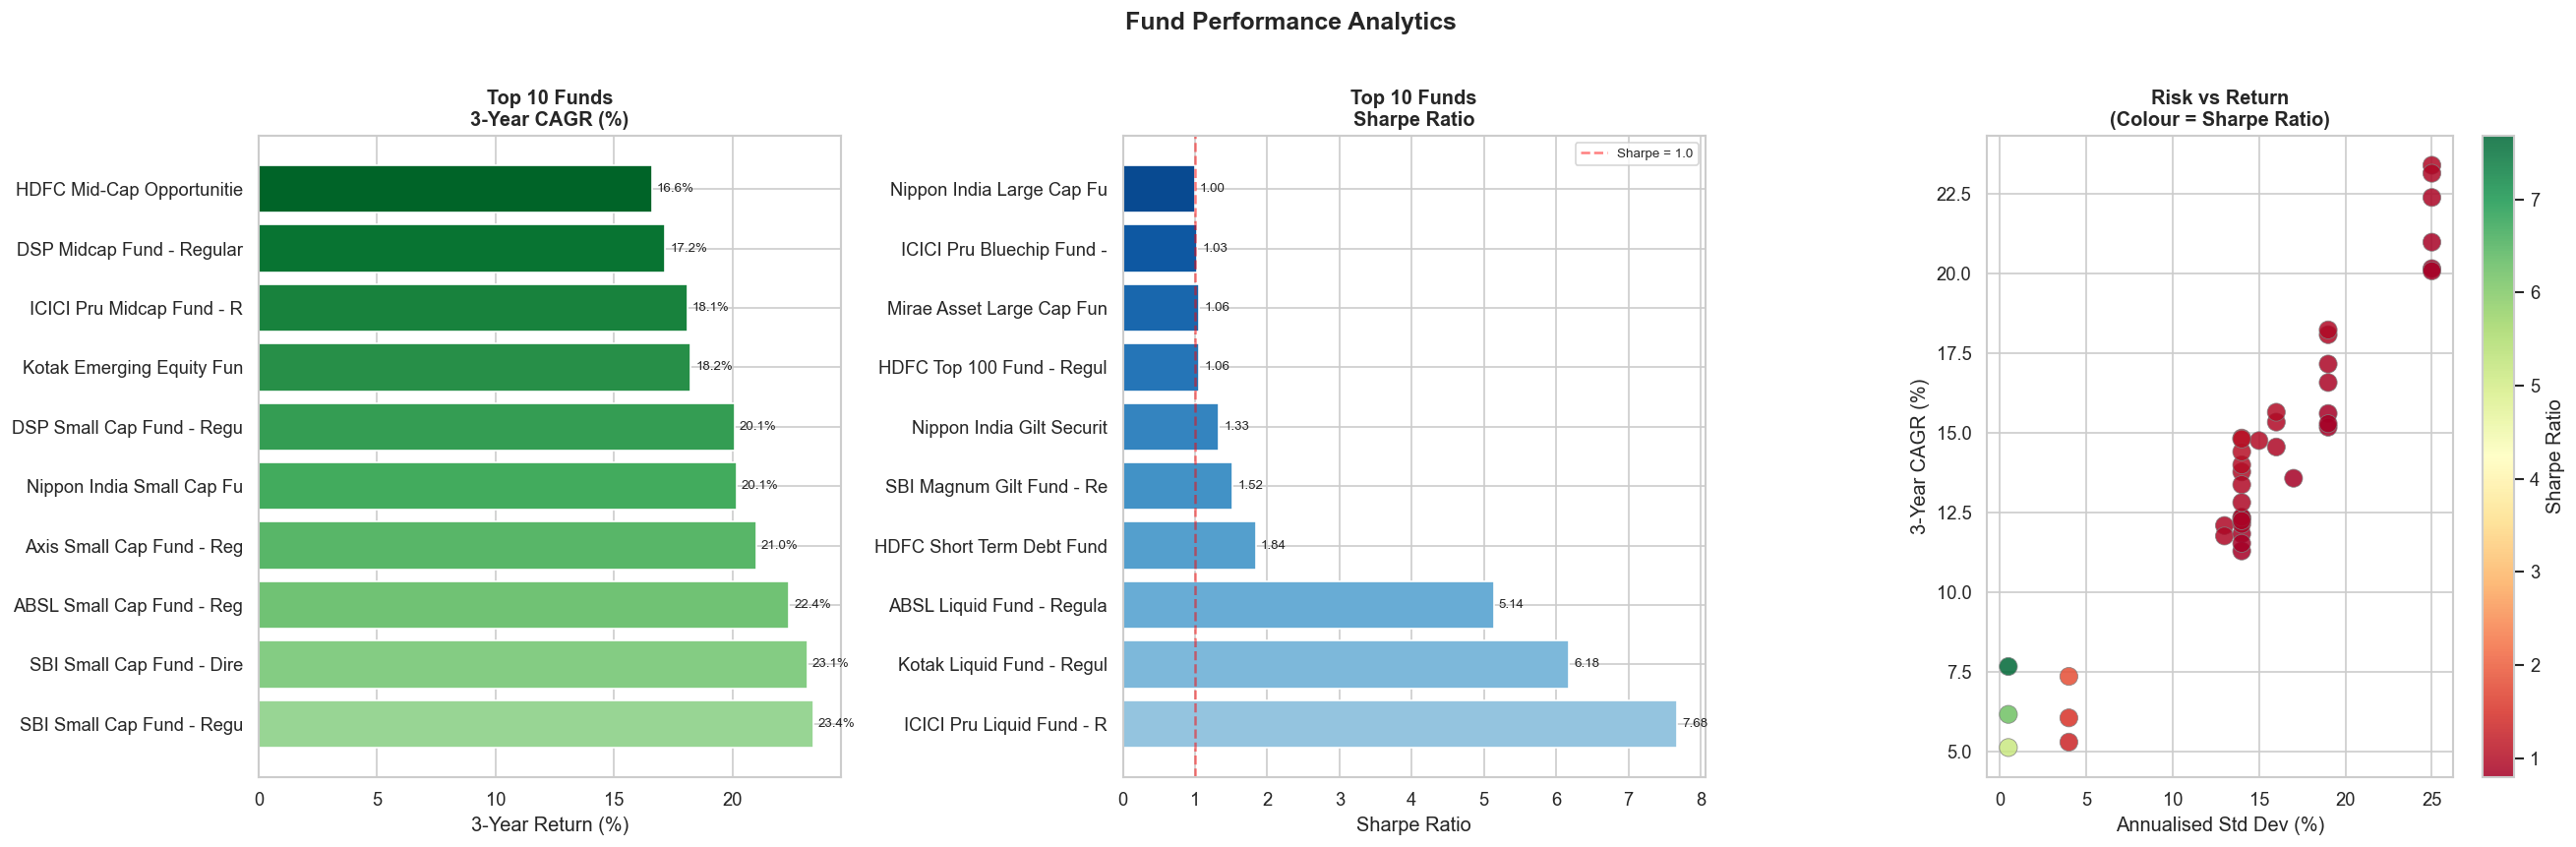 Fund Performance Analytics
Top 10 Funds
3-Year CAGR (%)
HDFC Mid-Cap Opportunitie
16.6%
DSP Midcap Fund - Regular
17.2%
ICICI Pru Midcap Fund - R
18.1%
Kotak Emerging Equity Fun
18.2%
DSP Small Cap Fund - Regu
20.1%
Nippon India Small Cap Fu
20.1%
Axis Small Cap Fund - Reg
21.0%
ABSL Small Cap Fund - Reg
22.4%
SBI Small Cap Fund - Dire
23.1%
SBI Small Cap Fund - Regu
23.4%
0 5 10 15 20
3-Year Return (%)
Top 10 Funds
Sharpe Ratio
Sharpe = 1.0
Nippon India Large Cap Fu
1.00
ICICI Pru Bluechip Fund -
1.03
Mirae Asset Large Cap Fun
1.06
HDFC Top 100 Fund - Regul
1.06
Nippon India Gilt Securit
1.33
SBI Magnum Gilt Fund - Re
1.52
HDFC Short Term Debt Fund
1.84
ABSL Liquid Fund - Regula
5.14
Kotak Liquid Fund - Regul
6.18
ICICI Pru Liquid Fund - R
7.68
0 1 2 3 4 5 6 7 8
Sharpe Ratio
Risk vs Return
(Colour = Sharpe Ratio)
3-Year CAGR (%)
22.5
20.0
17.5
15.0
12.5
10.0
7.5
5.0
0 5 10 15 20 25
Annualised Std Dev (%)
7
6
5
4
3
2
1
Sharpe Ratio